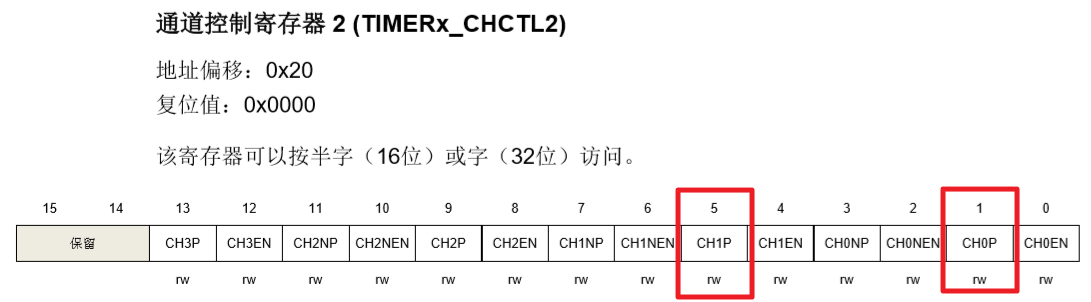 通道控制寄存器 2 (TIMERx_CHCTL2)
地址偏移：0x20
复位值：0x0000
该寄存器可以按半字（16位）或字（32位）访问。
15 14 13 12 11 10 9 8 7 6 5 4 3 2 1 0
保留 CH3P CH3EN CH2NP CH2NEN CH2P CH2EN CH1NP CH1NEN CH1P CH1EN CH0NP CH0NEN CH0P CH0EN
rw rw rw rw rw rw rw rw rw rw rw rw rw rw